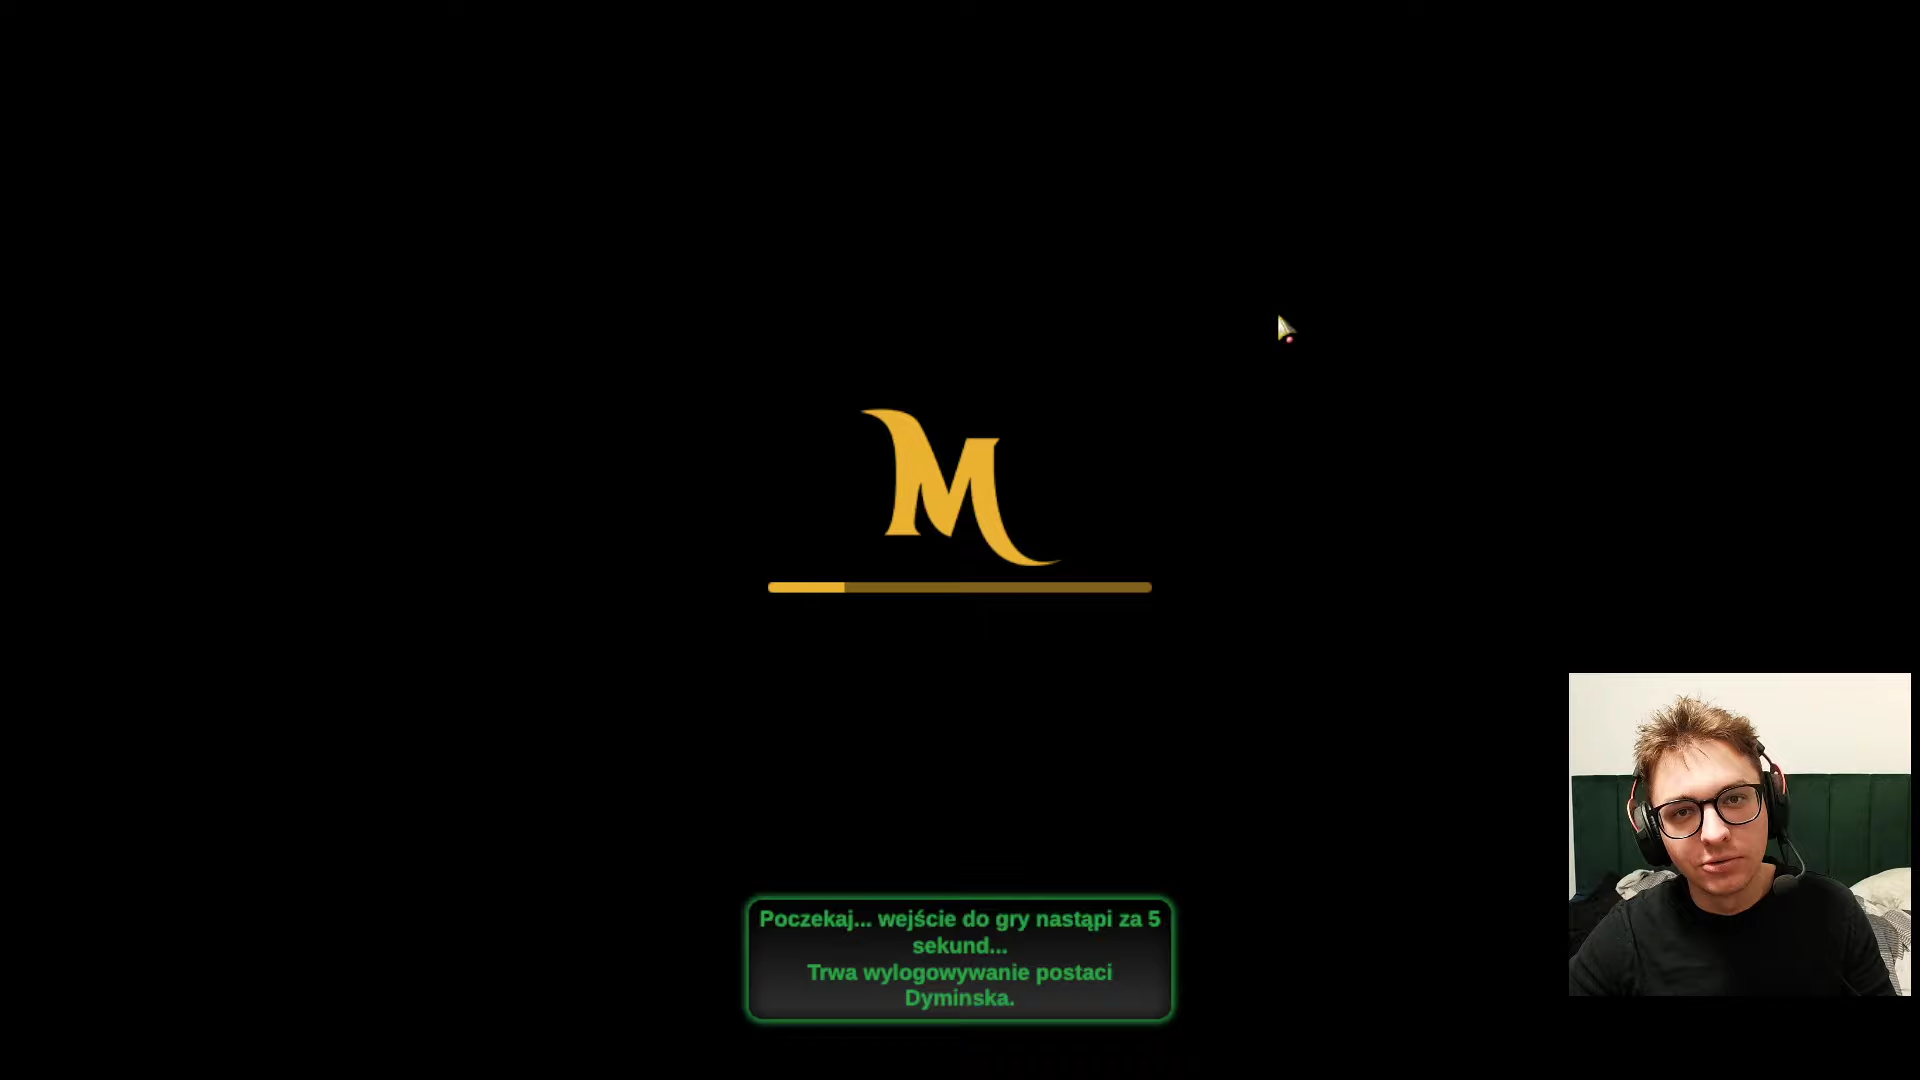 M
Poczekaj... wejście do gry nastąpi za 5
sekund...
Trwa wylogowywanie postaci
Dyminska.